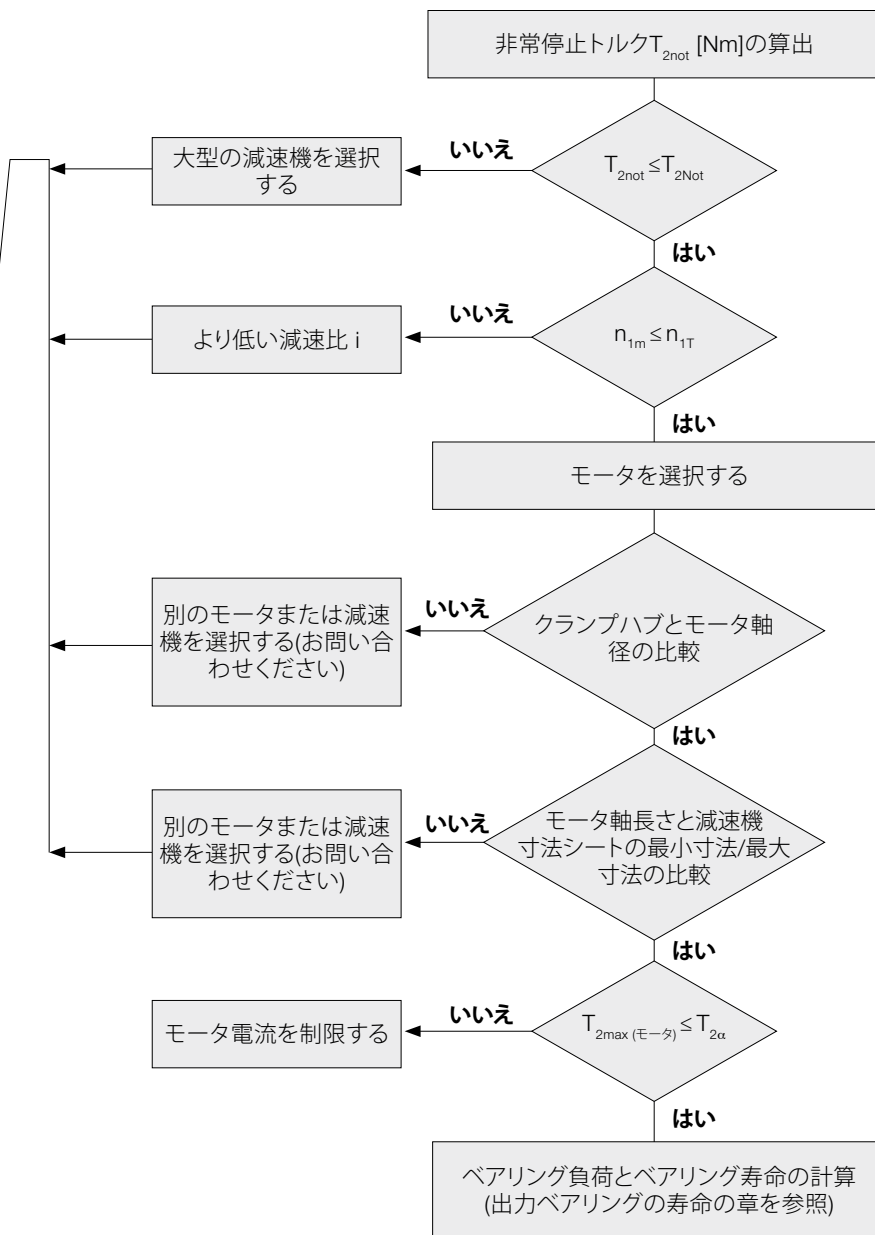 非常停止トルクT2not [Nm]の算出
いいえ
大型の減速機を選択
する
T2not ≤T2Not
はい
いいえ
より低い減速比 i
n1m ≤ n1T
はい
モータを選択する
いいえ
別のモータまたは減速
機を選択する(お問い合
わせください)
クランプハブとモータ軸
径の比較
はい
いいえ
別のモータまたは減速
機を選択する(お問い合
わせください)
モータ軸長さと減速機
寸法シートの最小寸法/最大
寸法の比較
はい
いいえ
モータ電流を制限する
T2max (モータ) ≤ T2α
はい
ベアリング負荷とベアリング寿命の計算
(出力ベアリングの寿命の章を参照)